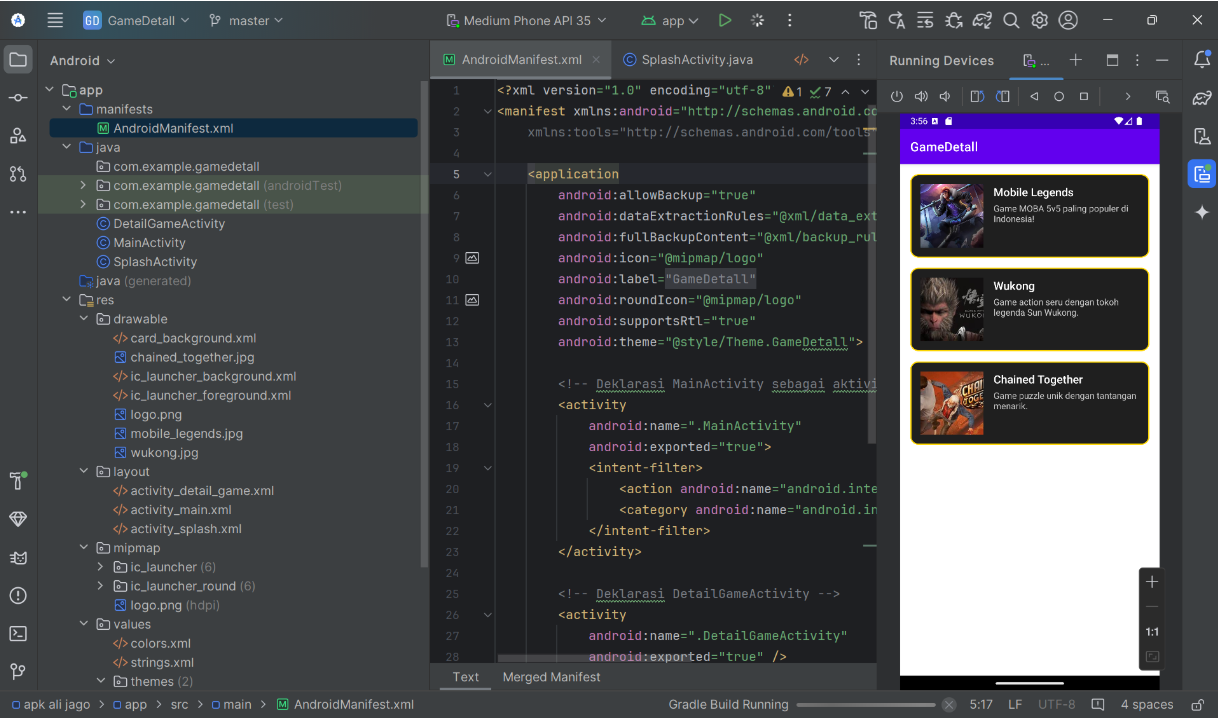 GD GameDetall master Medium Phone API 35 app
Android
app
manifests
AndroidManifest.xml
java
com.example.gamedetall
com.example.gamedetall (androidTest)
com.example.gamedetall (test)
DetailGameActivity
MainActivity
SplashActivity
java (generated)
res
drawable
card_background.xml
chained_together.jpg
ic_launcher_background.xml
ic_launcher_foreground.xml
logo.png
mobile_legends.jpg
wukong.jpg
layout
activity_detail_game.xml
activity_main.xml
activity_splash.xml
mipmap
ic_launcher (6)
ic_launcher_round (6)
logo.png (hdpi)
values
colors.xml
strings.xml
themes (2)
AndroidManifest.xml SplashActivity.java
1 <?xml version="1.0" encoding="utf-8" 1 7
2 <manifest xmlns:android="http://schemas.android.co
3 xmlns:tools="http://schemas.android.com/tools
4
5 <application
6 android:allowBackup="true"
7 android:dataExtractionRules="@xml/data_ext
8 android:fullBackupContent="@xml/backup_rul
9 android:icon="@mipmap/logo"
10 android:label="GameDetall"
11 android:roundIcon="@mipmap/logo"
12 android:supportsRtl="true"
13 android:theme="@style/Theme.GameDetall">
14
15 <!-- Deklarasi MainActivity sebagai aktivi
16 <activity
17 android:name=".MainActivity"
18 android:exported="true">
19 <intent-filter>
20 <action android:name="android.inte
21 <category android:name="android.in
22 </intent-filter>
23 </activity>
24
25 <!-- Deklarasi DetailGameActivity -->
26 <activity
27 android:name=".DetailGameActivity"
28 android:exported="true" />
Text Merged Manifest
Running Devices ...
3:56
GameDetall
Mobile Legends
Game MOBA 5v5 paling populer di
Indonesia!
Wukong
Game action seru dengan tokoh
legenda Sun Wukong.
Chained Together
Game puzzle unik dengan tantangan
menarik.
1:1
apk ali jago > app > src > main > AndroidManifest.xml Gradle Build Running 5:17 LF UTF-8 4 spaces